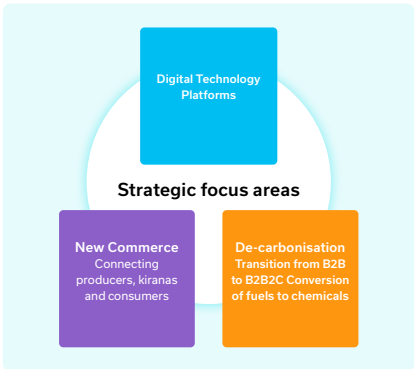 Digital Technology
Platforms
Strategic focus areas
New Commerce
Connecting
producers, kiranas
and consumers
De-carbonisation
Transition from B2B
to B2B2C Conversion
of fuels to chemicals